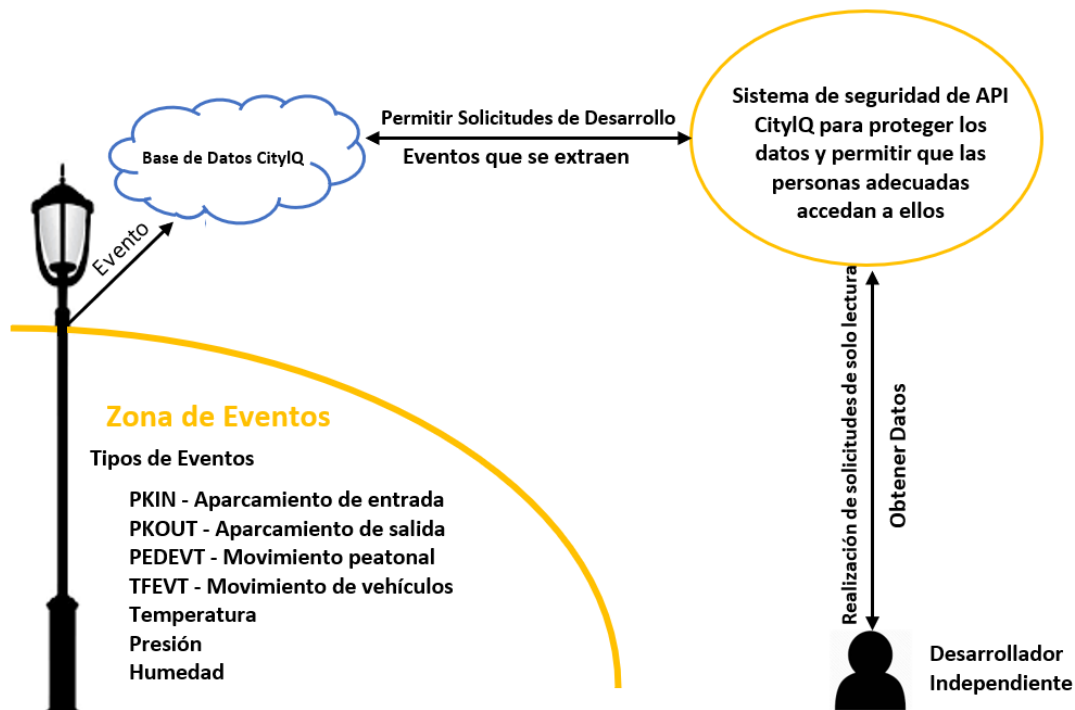 Permitir Solicitudes de Desarrollo
Eventos que se extraen
Base de Datos CityIQ
Sistema de seguridad de API
CityIQ para proteger los
datos y permitir que las
personas adecuadas
accedan a ellos
Evento
Zona de Eventos
Tipos de Eventos
PKIN - Aparcamiento de entrada
PKOUT - Aparcamiento de salida
PEDEVT - Movimiento peatonal
TFEVT - Movimiento de vehículos
Temperatura
Presión
Humedad
Realización de solicitudes de solo lectura
Obtener Datos
Desarrollador
Independiente